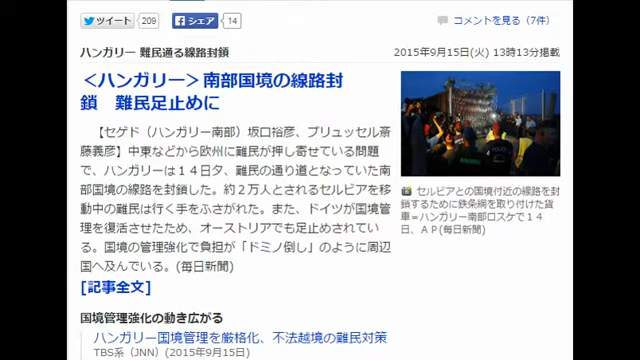 ツイート 209 シェア 14 コメントを見る（7件）
ハンガリー 難民通る線路封鎖 2015年9月15日(火) 13時13分掲載
＜ハンガリー＞南部国境の線路封
鎖　難民足止めに
【セゲド（ハンガリー南部）坂口裕彦、ブリュッセル斎
藤義彦】中東などから欧州に難民が押し寄せている問題
で、ハンガリーは１４日夕、難民の通り道となっていた南
部国境の線路を封鎖した。約２万人とされるセルビアを移
動中の難民は行く手をふさがれた。また、ドイツが国境管
理を復活させたため、オーストリアでも足止めされてい
る。国境の管理強化で負担が「ドミノ倒し」のように周辺
国へ及んでいる。(毎日新聞)
[記事全文]
セルビアとの国境付近の線路を封
鎖するために鉄条網を取り付けた貨
車＝ハンガリー南部ロスケで１４
日、ＡＰ(毎日新聞)
国境管理強化の動き広がる
ハンガリー国境管理を厳格化、不法越境の難民対策
TBS系（JNN）(2015年9月15日)